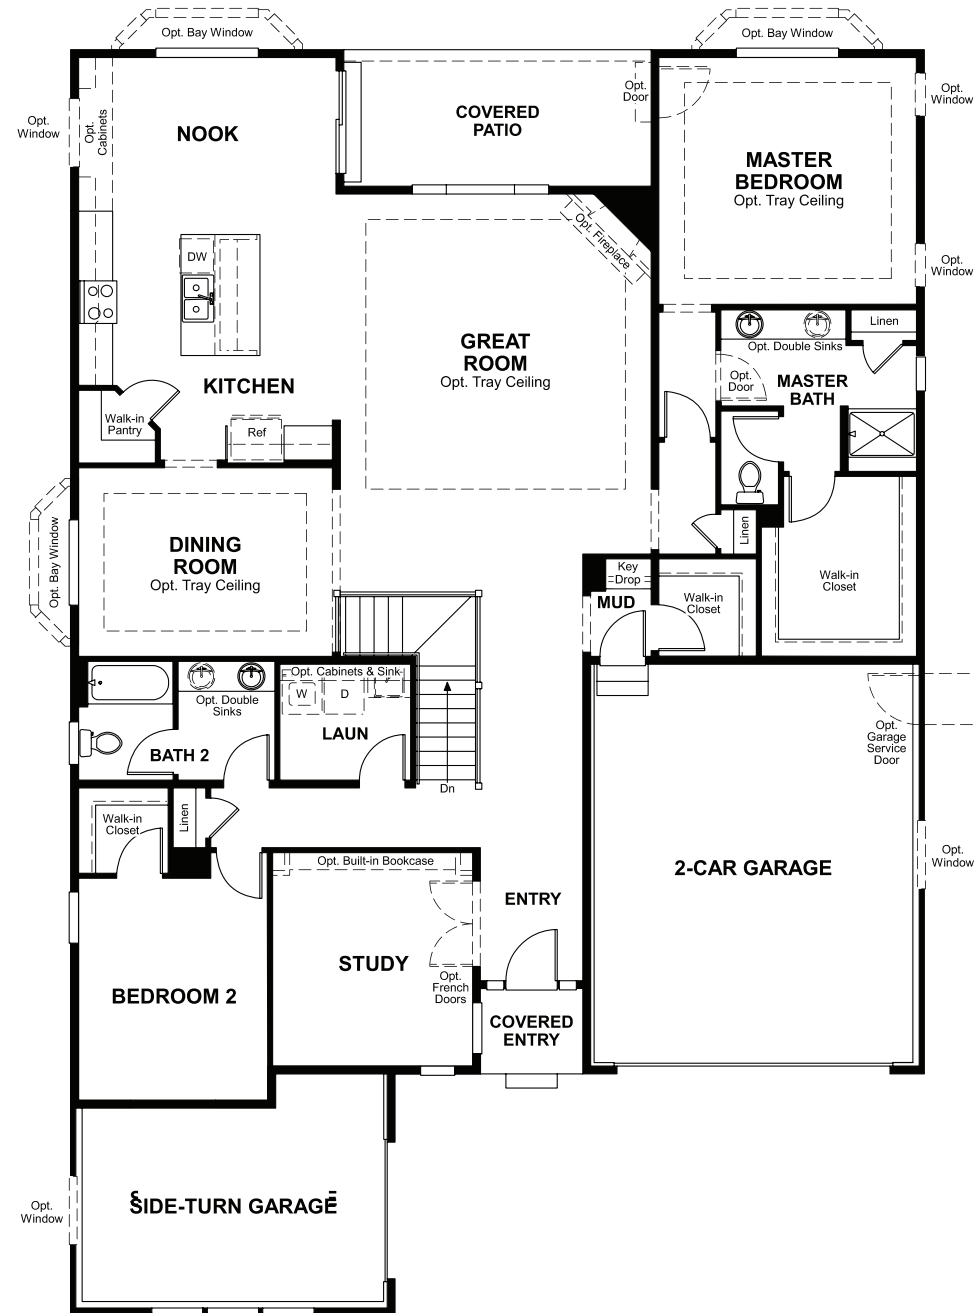 Opt. Bay Window
Opt. Bay Window
Opt.
Window
Opt.
Cabinets
NOOK
COVERED
PATIO
Opt.
Door
Opt.
Window
MASTER
BEDROOM
Opt. Tray Ceiling
Opt. Fireplace
Opt.
Window
DW
GREAT
ROOM
Opt. Tray Ceiling
KITCHEN
Walk-in
Pantry
Ref
Linen
Opt. Double Sinks
Opt.
Door
MASTER
BATH
Opt. Bay Window
DINING
ROOM
Opt. Tray Ceiling
Linen
Key
Drop
MUD
Walk-in
Closet
Walk-in
Closet
Opt. Double
Sinks
BATH 2
Opt. Cabinets & Sink
W
D
LAUN
Dn
Opt.
Garage
Service
Door
Walk-in
Closet
Linen
Opt. Built-in Bookcase
ENTRY
2-CAR GARAGE
Opt.
Window
STUDY
Opt.
French
Doors
BEDROOM 2
COVERED
ENTRY
SIDE-TURN GARAGE
Opt.
Window